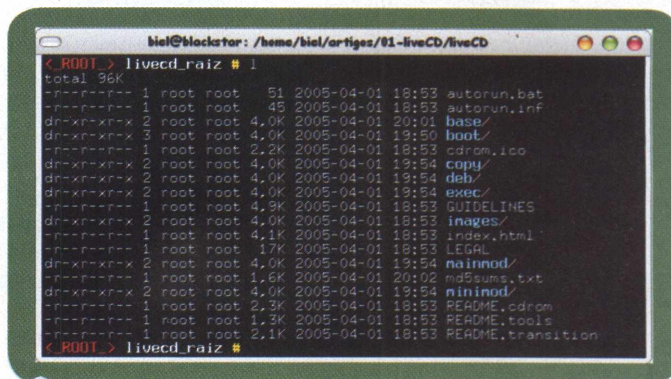 biel@blackstar: /home/biel/artigos/01-liveCD/liveCD
<_ROOT_> livecd_raiz # l
total 96K
-r--r--r-- 1 root root 51 2005-04-01 18:53 autorun.bat
-r--r--r-- 1 root root 45 2005-04-01 18:53 autorun.inf
dr-xr-xr-x 2 root root 4,0K 2005-04-01 20:01 base/
dr-xr-xr-x 3 root root 4,0K 2005-04-01 19:50 boot/
-r--r--r-- 1 root root 2,2K 2005-04-01 18:53 cdrom.ico
dr-xr-xr-x 2 root root 4,0K 2005-04-01 19:54 copy/
dr-xr-xr-x 2 root root 4,0K 2005-04-01 19:54 deb/
dr-xr-xr-x 2 root root 4,0K 2005-04-01 19:54 exec/
-r--r--r-- 1 root root 4,9K 2005-04-01 18:53 GUIDELINES
dr-xr-xr-x 2 root root 4,0K 2005-04-01 18:53 images/
-r--r--r-- 1 root root 4,1K 2005-04-01 18:53 index.html
-r--r--r-- 1 root root 17K 2005-04-01 18:53 LEGAL
dr-xr-xr-x 2 root root 4,0K 2005-04-01 19:54 mainmod/
-r--r--r-- 1 root root 1,6K 2005-04-01 20:02 md5sums.txt
dr-xr-xr-x 2 root root 4,0K 2005-04-01 19:54 minimod/
-r--r--r-- 1 root root 2,3K 2005-04-01 18:53 README.cdrom
-r--r--r-- 1 root root 1,3K 2005-04-01 18:53 README.tools
-r--r--r-- 1 root root 2,1K 2005-04-01 18:53 README.transition
<_ROOT_> livecd_raiz #